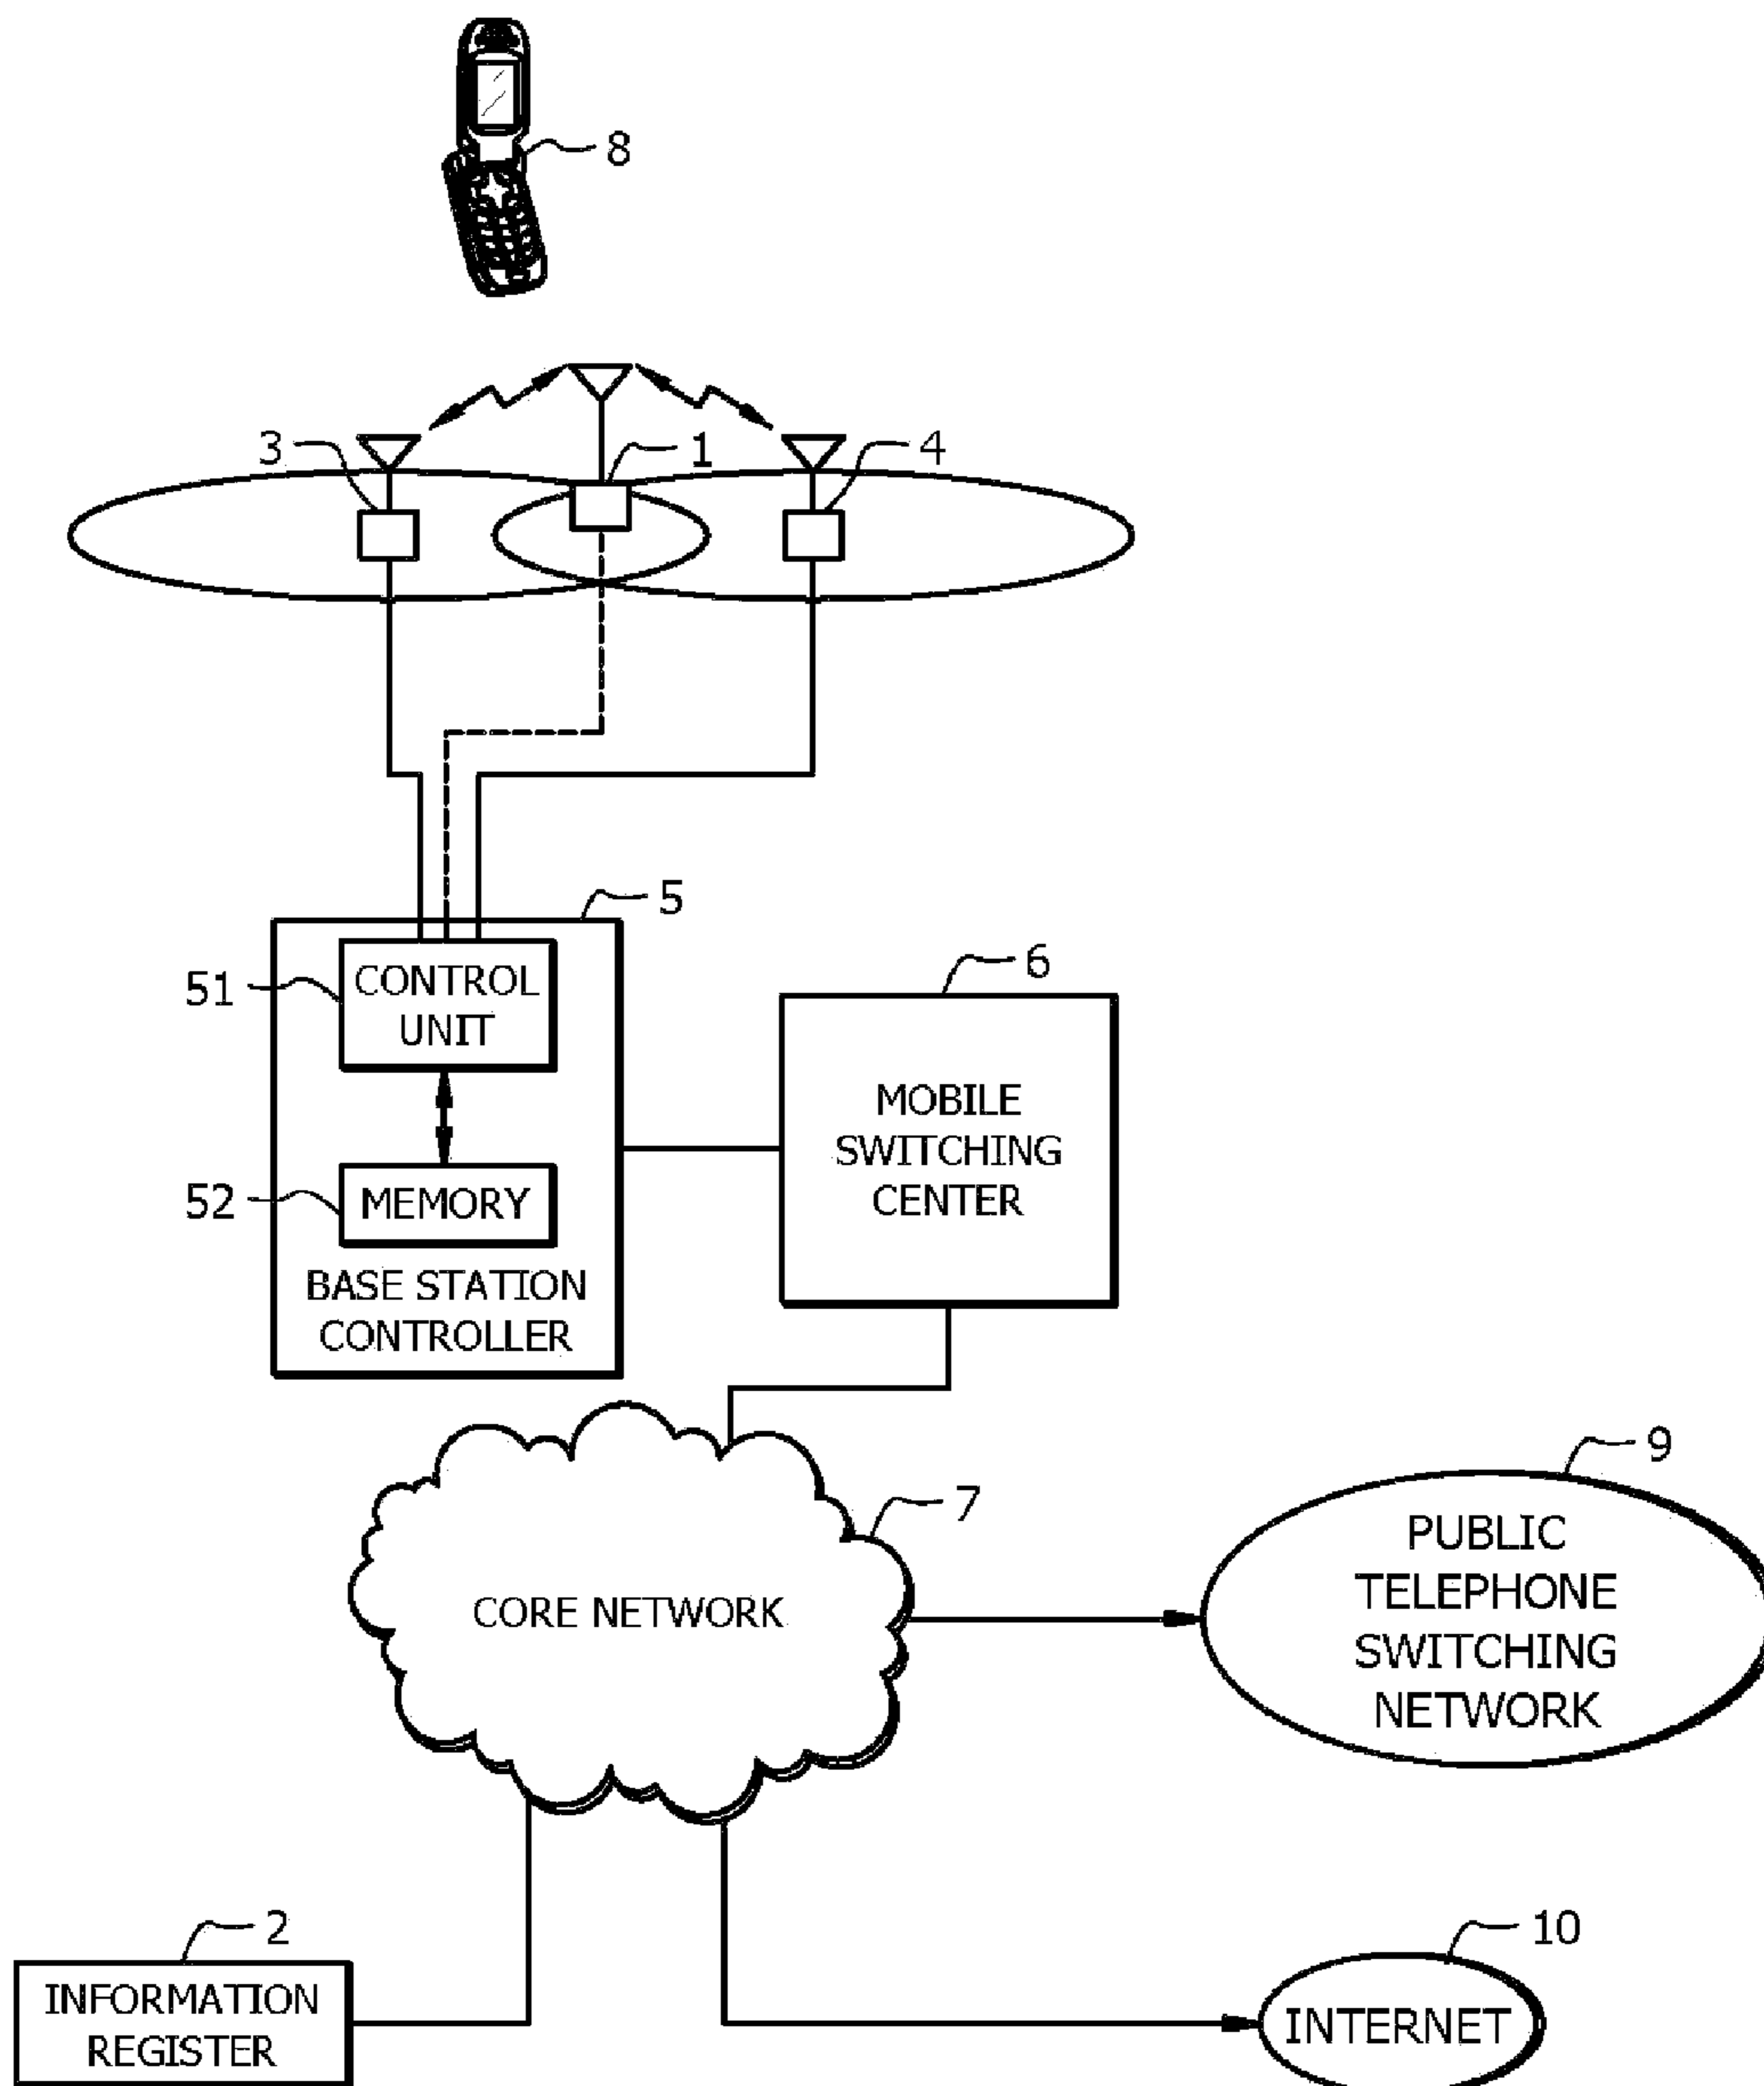 8
3
1
4
5
51
CONTROL
UNIT
6
MOBILE
SWITCHING
CENTER
52
MEMORY
BASE STATION
CONTROLLER
9
7
PUBLIC
TELEPHONE
SWITCHING
NETWORK
CORE NETWORK
2
10
INFORMATION
REGISTER
INTERNET